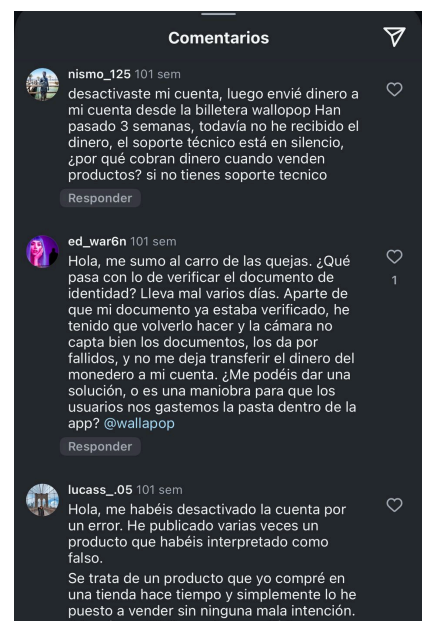 Comentarios
nismo_125 101 sem
desactivaste mi cuenta, luego envié dinero a
mi cuenta desde la billetera wallopop Han
pasado 3 semanas, todavía no he recibido el
dinero, el soporte técnico está en silencio,
¿por qué cobran dinero cuando venden
productos? si no tienes soporte tecnico
Responder
ed_war6n 101 sem
Hola, me sumo al carro de las quejas. ¿Qué
pasa con lo de verificar el documento de
identidad? Lleva mal varios días. Aparte de
que mi documento ya estaba verificado, he
tenido que volverlo hacer y la cámara no
capta bien los documentos, los da por
fallidos, y no me deja transferir el dinero del
monedero a mi cuenta. ¿Me podéis dar una
solución, o es una maniobra para que los
usuarios nos gastemos la pasta dentro de la
app? @wallapop
1
Responder
lucass_.05 101 sem
Hola, me habéis desactivado la cuenta por
un error. He publicado varias veces un
producto que habéis interpretado como
falso.
Se trata de un producto que yo compré en
una tienda hace tiempo y simplemente lo he
puesto a vender sin ninguna mala intención.